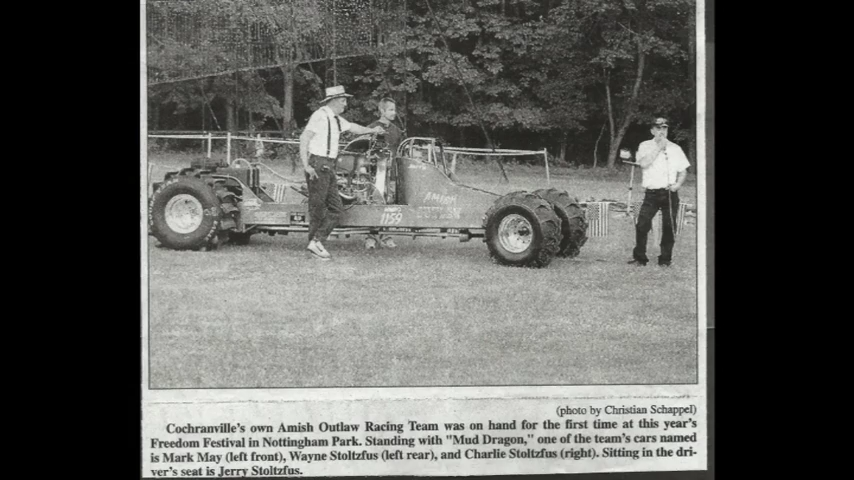 AMISH
OUTLAW
1159
(photo by Christian Schappel)
Cochranville's own Amish Outlaw Racing Team was on hand for the first time at this year's
Freedom Festival in Nottingham Park. Standing with "Mud Dragon," one of the team's cars named
is Mark May (left front), Wayne Stoltzfus (left rear), and Charlie Stoltzfus (right). Sitting in the dri-
ver's seat is Jerry Stoltzfus.